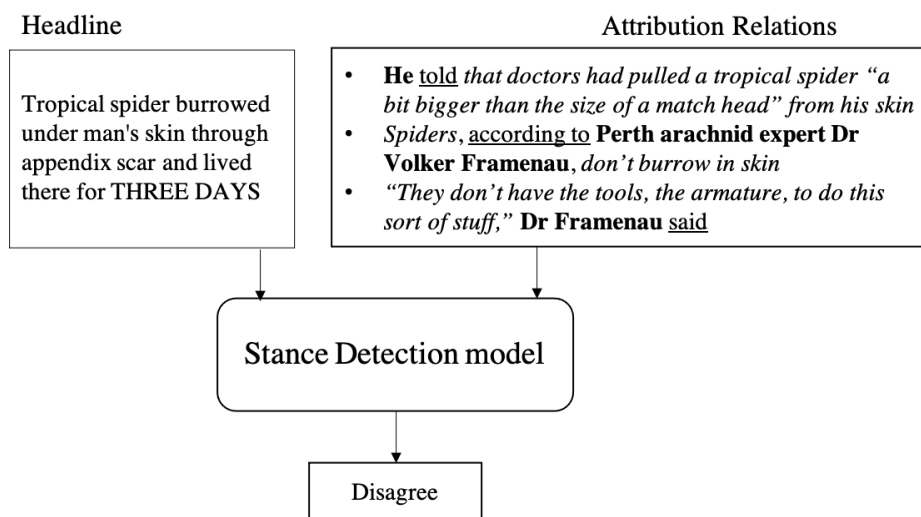 Headline
Attribution Relations
Tropical spider burrowed
under man's skin through
appendix scar and lived
there for THREE DAYS
• He told that doctors had pulled a tropical spider “a
bit bigger than the size of a match head” from his skin
• Spiders, according to Perth arachnid expert Dr
Volker Framenau, don’t burrow in skin
• “They don’t have the tools, the armature, to do this
sort of stuff,” Dr Framenau said
Stance Detection model
Disagree